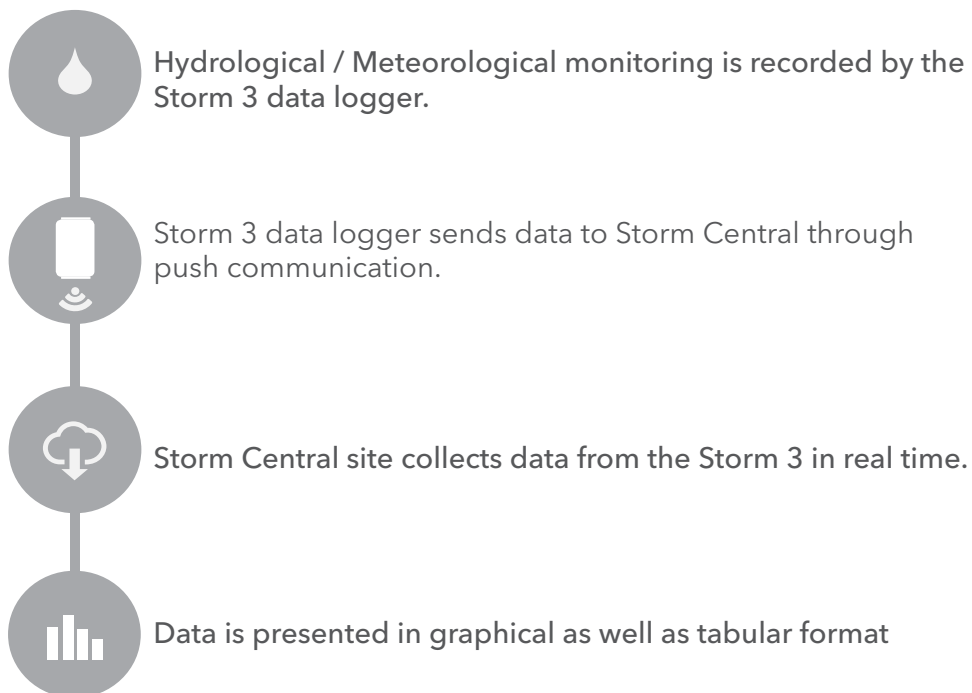 Hydrological / Meteorological monitoring is recorded by the
Storm 3 data logger.
Storm 3 data logger sends data to Storm Central through
push communication.
Storm Central site collects data from the Storm 3 in real time.
Data is presented in graphical as well as tabular format